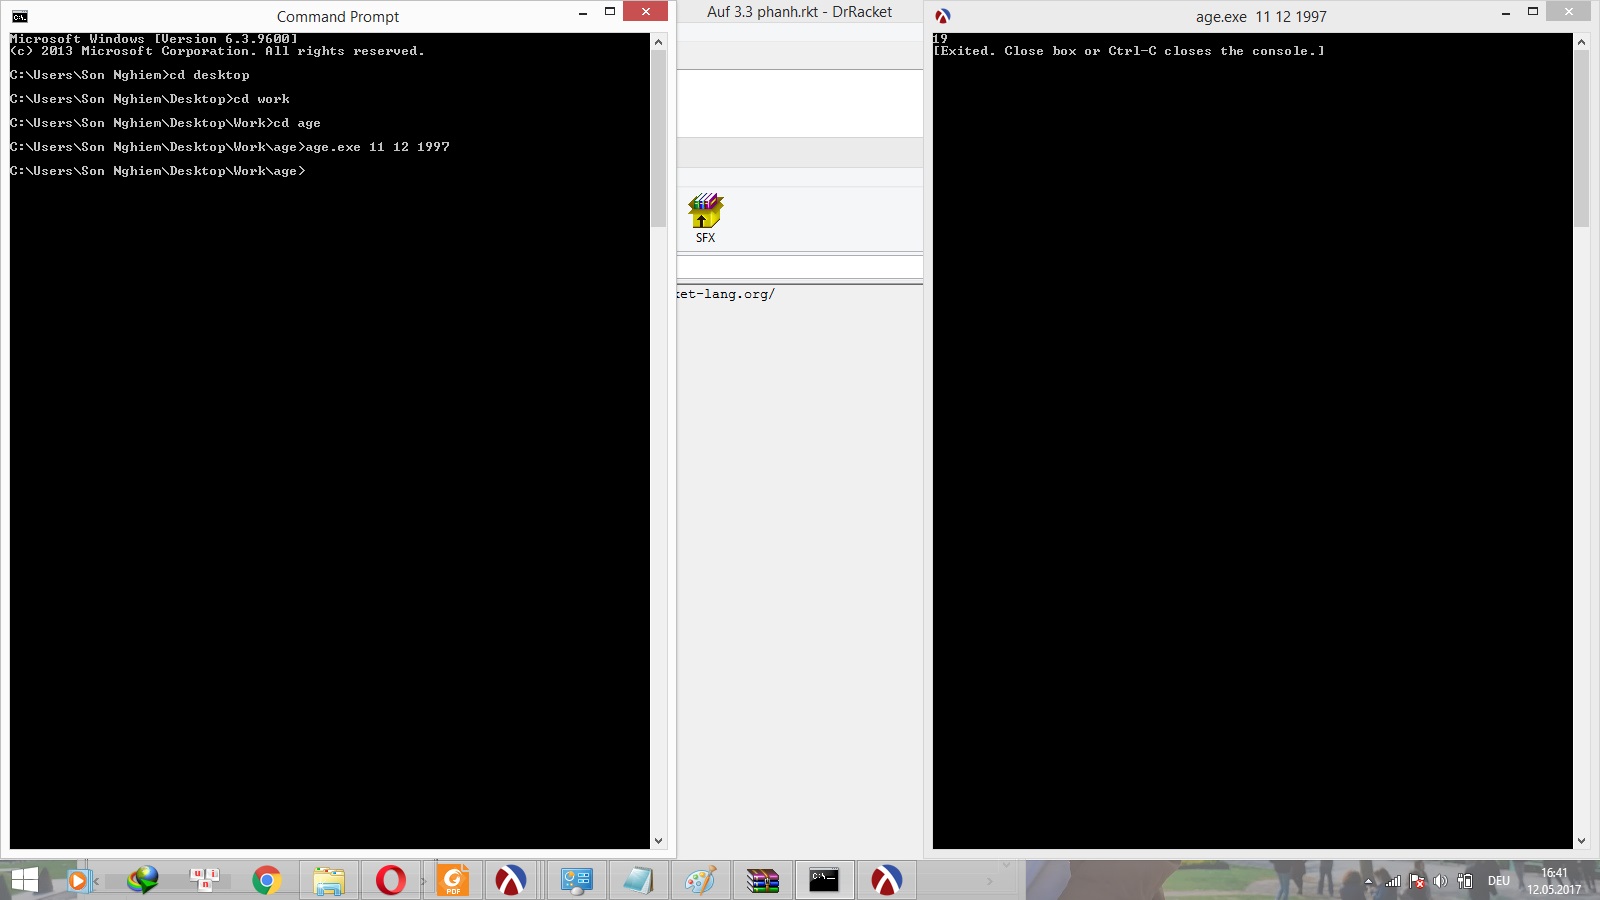 Command Prompt
Microsoft Windows [Version 6.3.9600]
(c) 2013 Microsoft Corporation. All rights reserved.
C:\Users\Son Nghiem>cd desktop
C:\Users\Son Nghiem\Desktop>cd work
C:\Users\Son Nghiem\Desktop\Work>cd age
C:\Users\Son Nghiem\Desktop\Work\age>age.exe 11 12 1997
C:\Users\Son Nghiem\Desktop\Work\age>
Auf 3.3 phanh.rkt - DrRacket
SFX
ket-lang.org/
age.exe 11 12 1997
19
[Exited. Close box or Ctrl-C closes the console.]
u i
n
PDF
C:\
DEU
16:41
12.05.2017